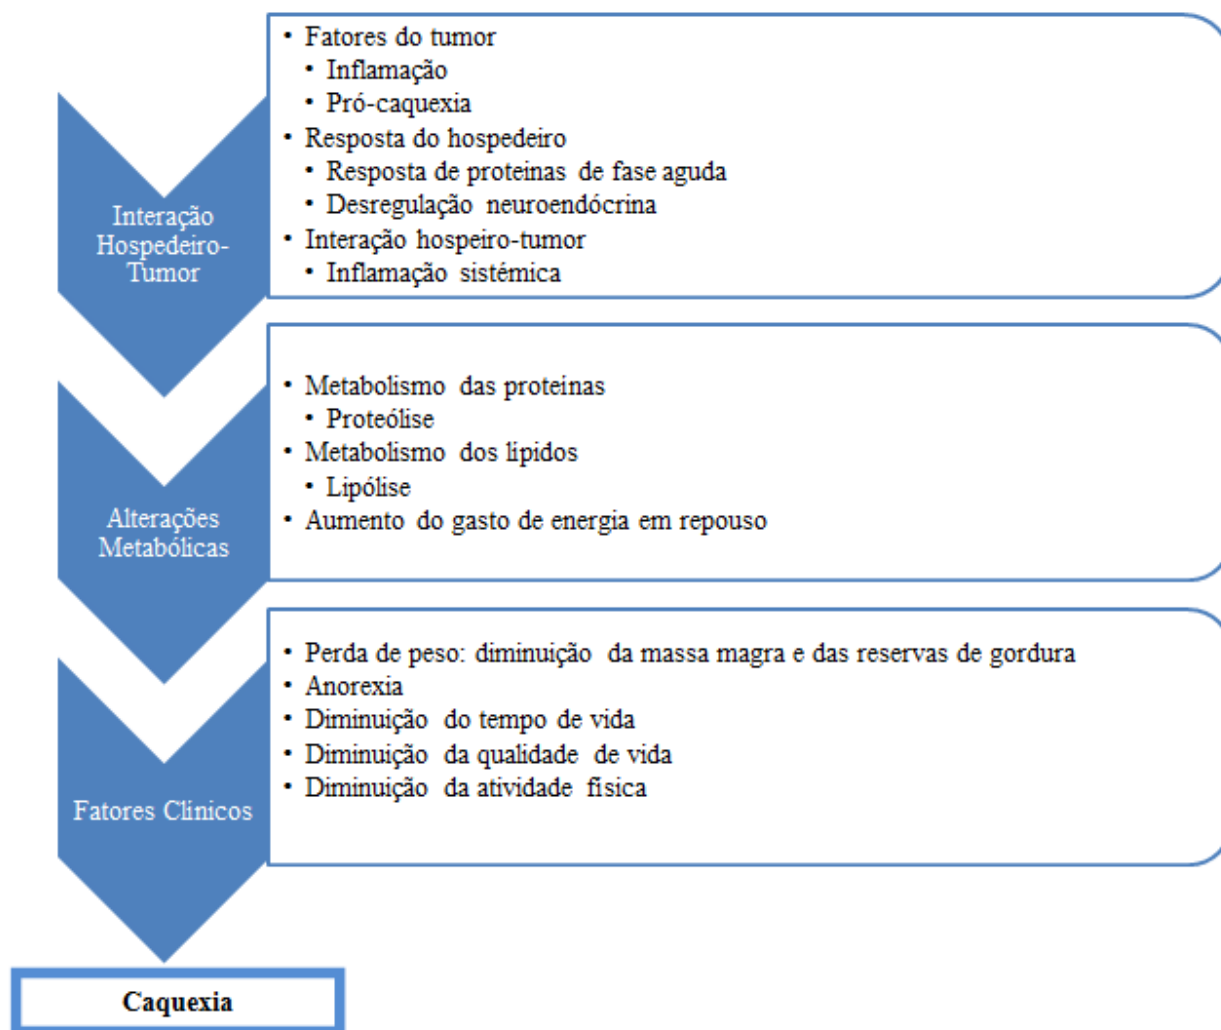 • Fatores do tumor
• Inflamação
• Pró-caquexia
• Resposta do hospedeiro
• Resposta de proteinas de fase aguda
• Desregulação neuroendócrina
• Interação hospeiro-tumor
• Inflamação sistémica
Interação
Hospedeiro-
Tumor
• Metabolismo das proteínas
• Proteólise
• Metabolismo dos lípidos
• Lipólise
• Aumento do gasto de energia em repouso
Alterações
Metabólicas
• Perda de peso: diminuição da massa magra e das reservas de gordura
• Anorexia
• Diminuição do tempo de vida
• Diminuição da qualidade de vida
• Diminuição da atividade física
Fatores Clínicos
Caquexia